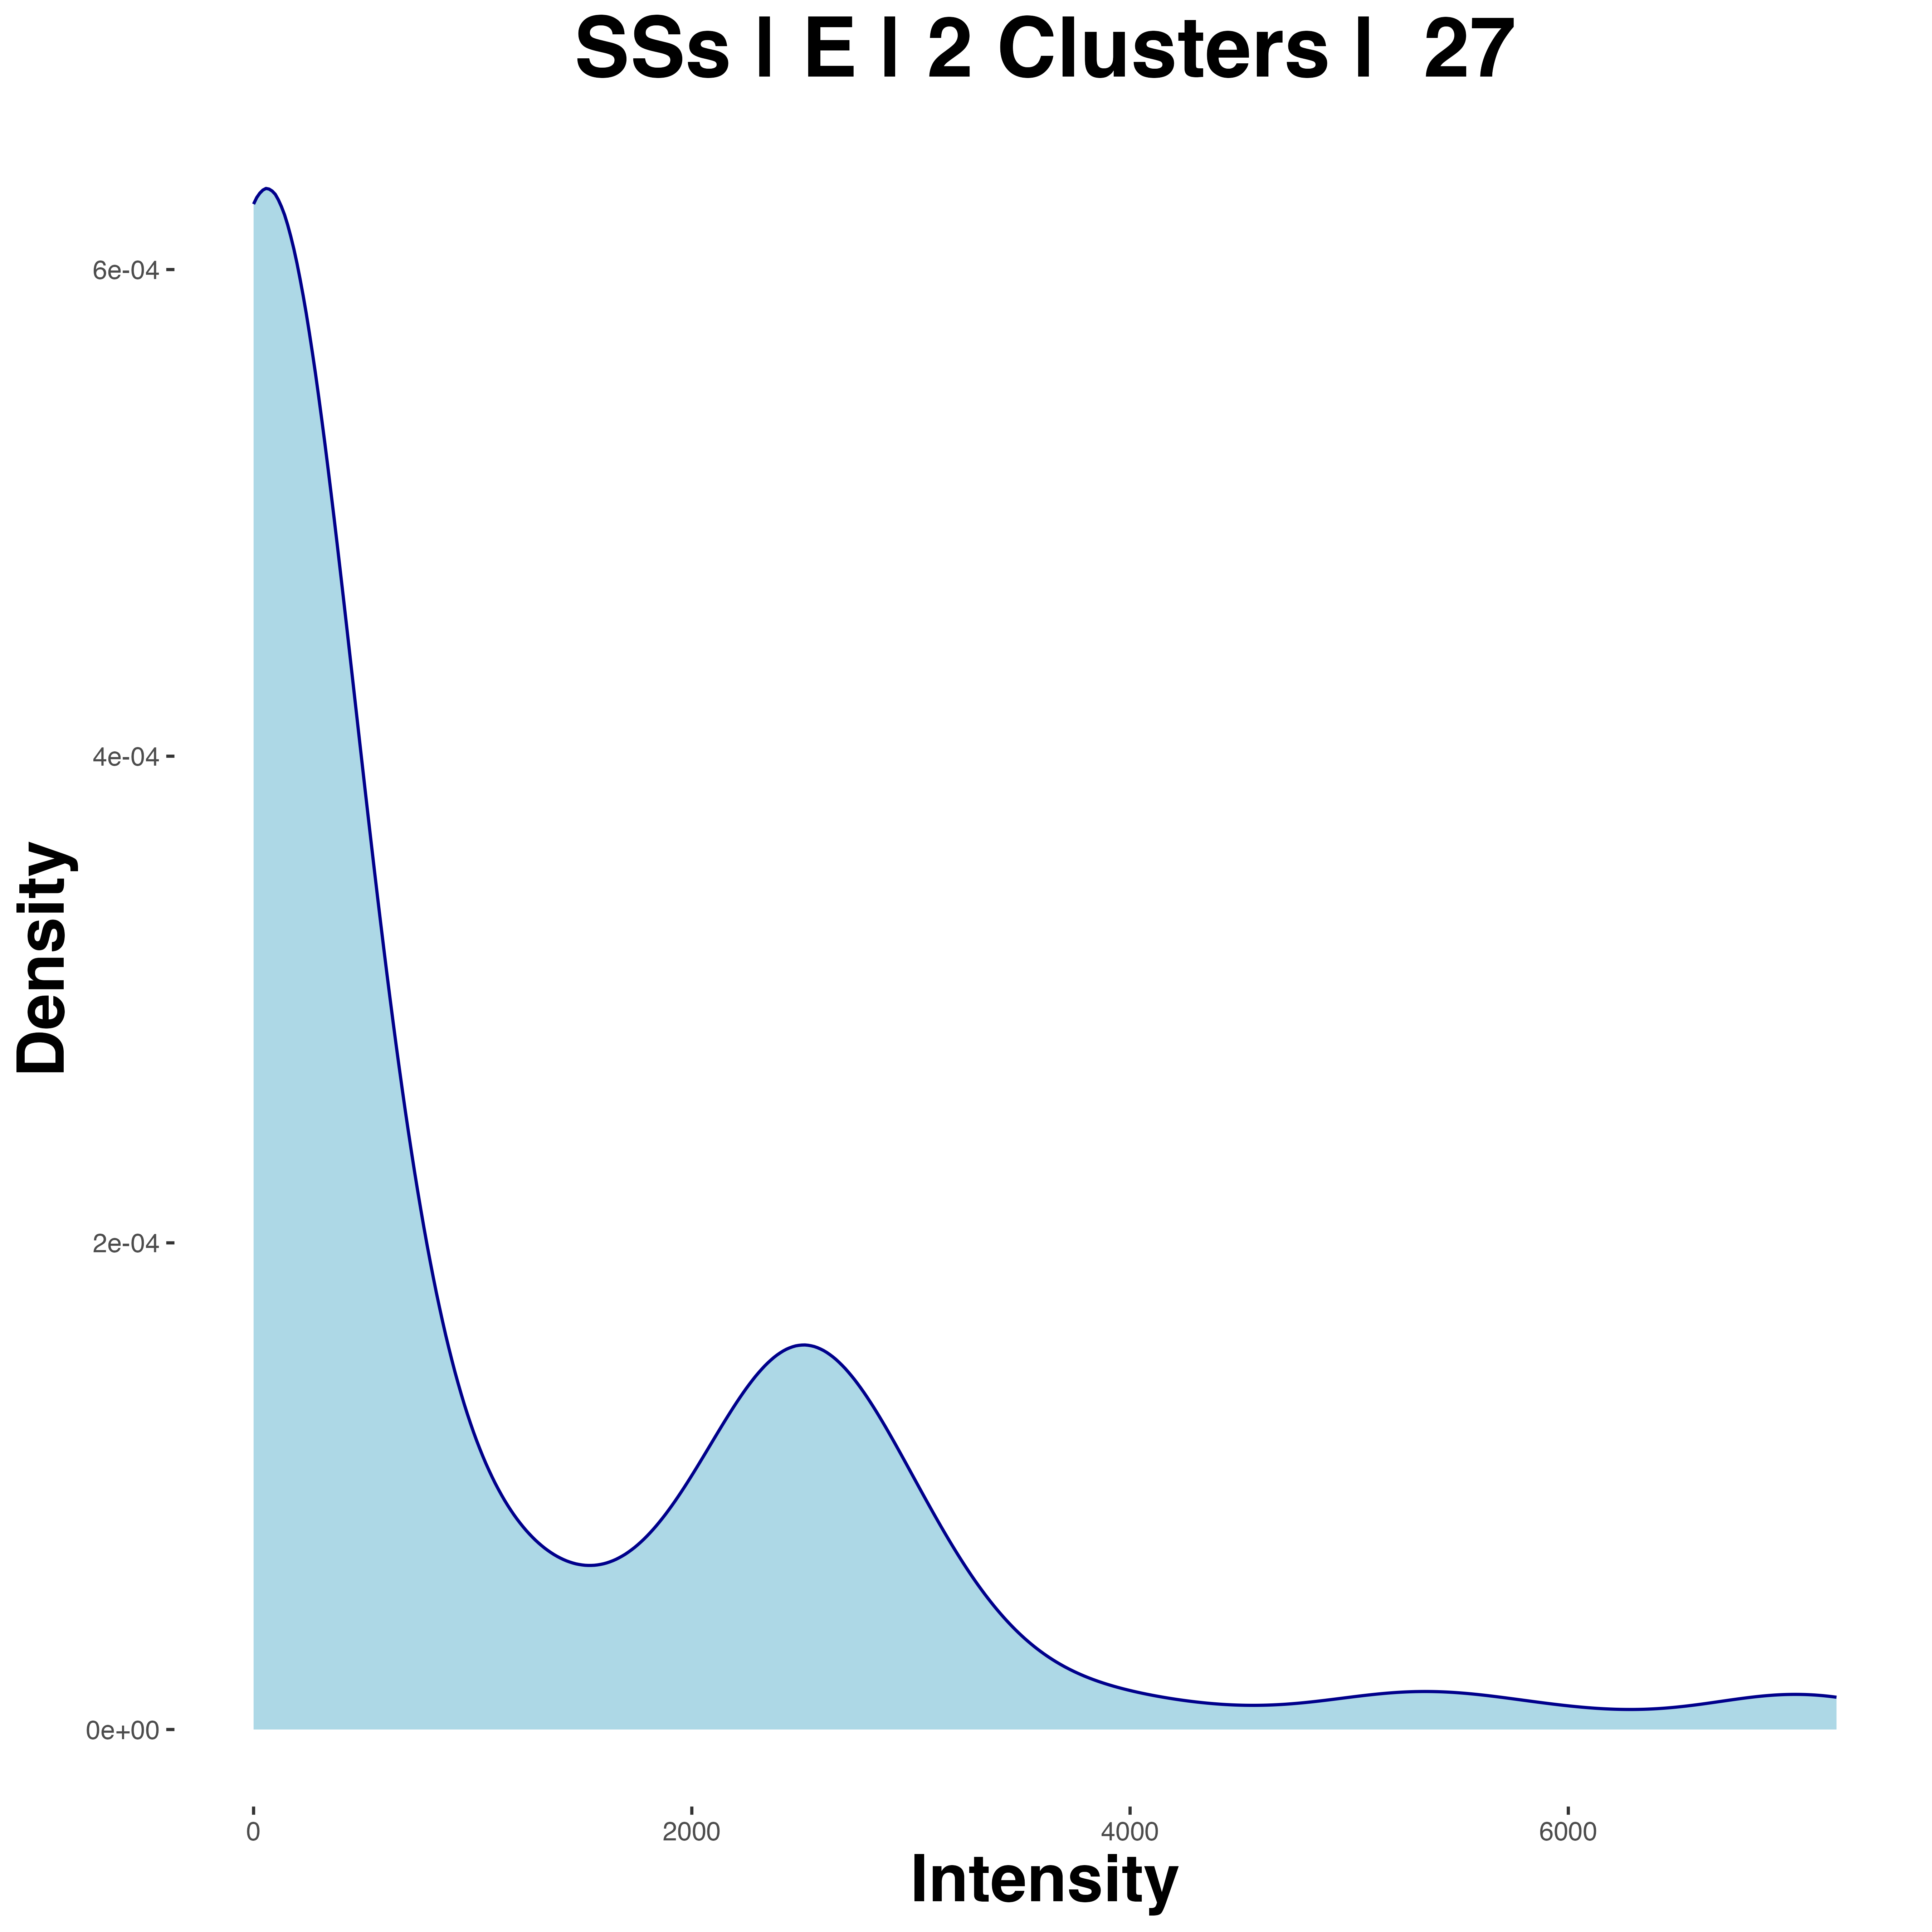 SSs | E | 2 Clusters | 27
6e-04
4e-04
2e-04
0e+00
Density
0
2000
4000
6000
Intensity